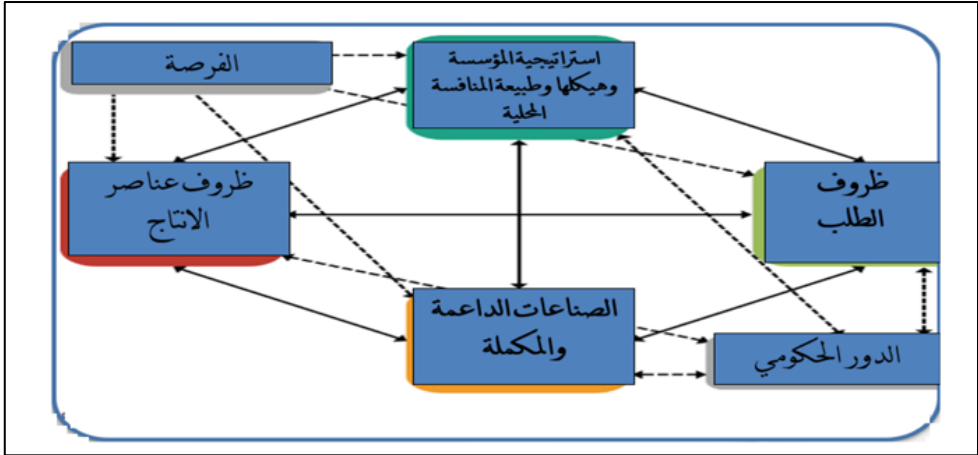 الفرصة
استراتيجية المؤسسة
وهيكلها وطبيعة المنافسة
المحلية
ظروف
الطلب
ظروف عناصر
الانتاج
الصناعات الداعمة
والمكملة
الدور الحكومي